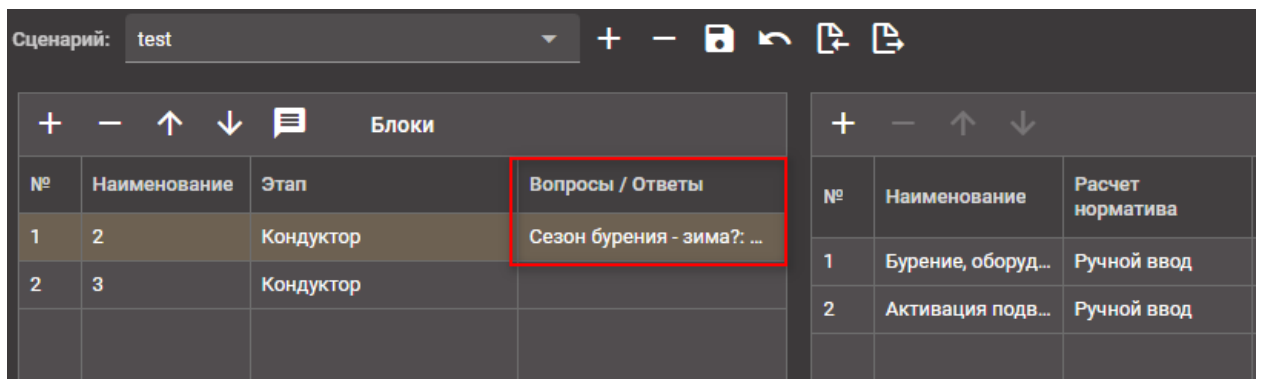 Сценарий: test
Блоки
№ Наименование Этап Вопросы / Ответы
1 2 Кондуктор Сезон бурения - зима?: ...
2 3 Кондуктор
№ Наименование Расчет норматива
1 Бурение, оборуд... Ручной ввод
2 Активация подв... Ручной ввод